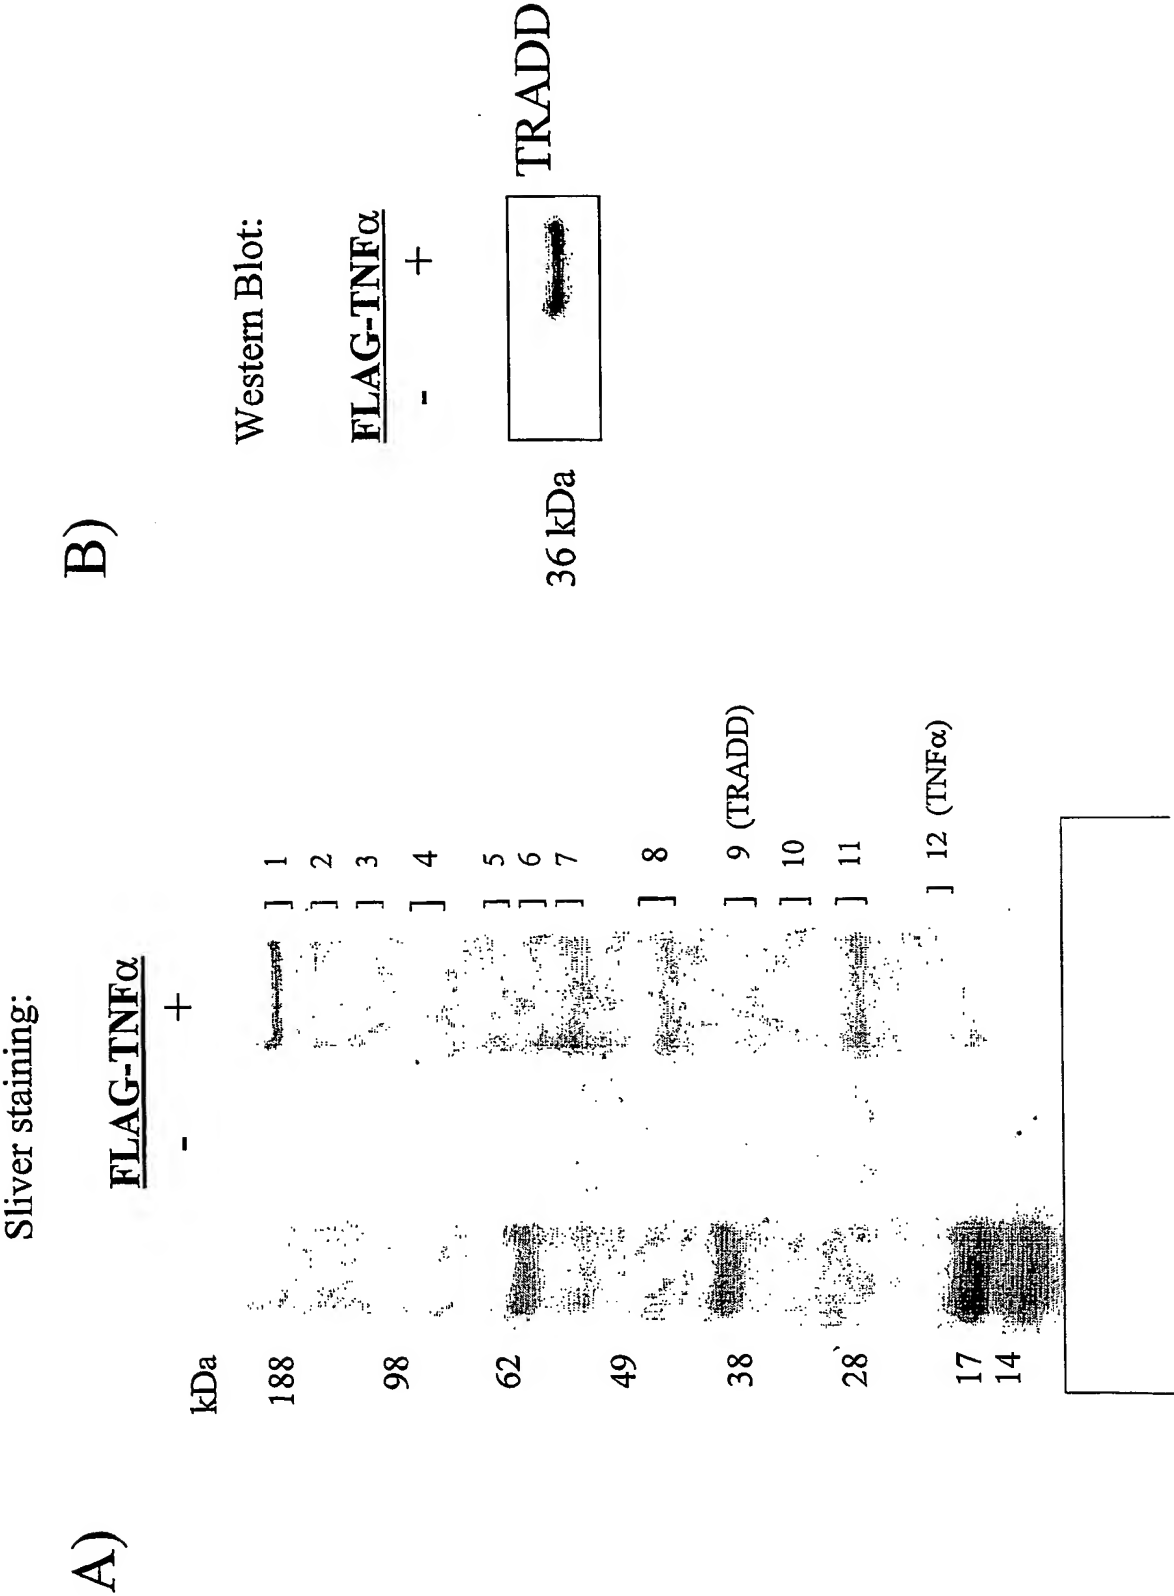 A)
Sliver staining:
FLAG-TNFα
- +
kDa
188
98
62
49
38
28
17
14
] 1
] 2
] 3
] 4
] 5
] 6
] 7
] 8
] 9 (TRADD)
] 10
] 11
] 12 (TNFα)
B)
Western Blot:
FLAG-TNFα
- +
36 kDa
TRADD